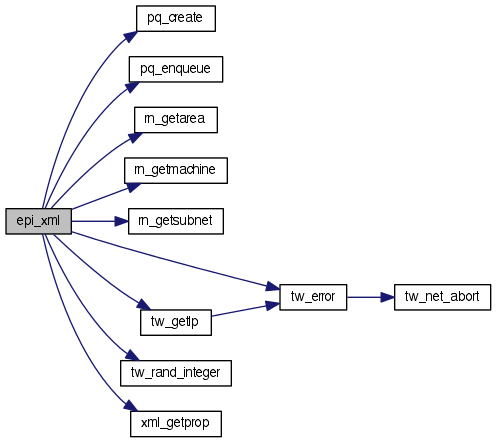 pq_create
pq_enqueue
rn_getarea
rn_getmachine
epi_xml
rn_getsubnet
tw_error
tw_net_abort
tw_getlp
tw_rand_integer
xml_getprop